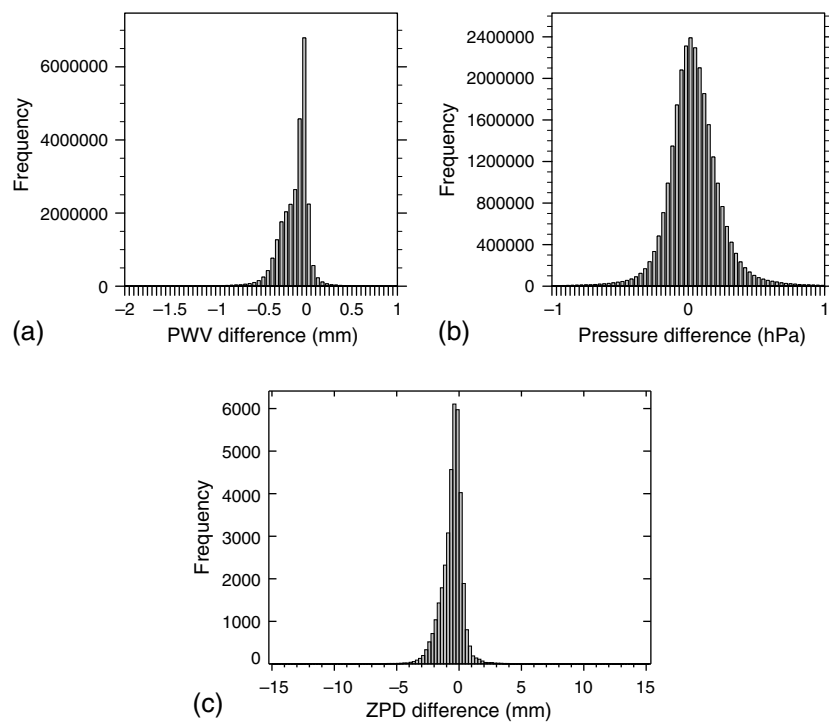 6000000
4000000
2000000
0
Frequency
−2 −1.5 −1 −0.5 0 0.5 1
PWV difference (mm)
(a)
2400000
2000000
1600000
1200000
800000
400000
0
Frequency
−1 0 1
Pressure difference (hPa)
(b)
6000
5000
4000
3000
2000
1000
0
Frequency
−15 −10 −5 0 5 10 15
ZPD difference (mm)
(c)